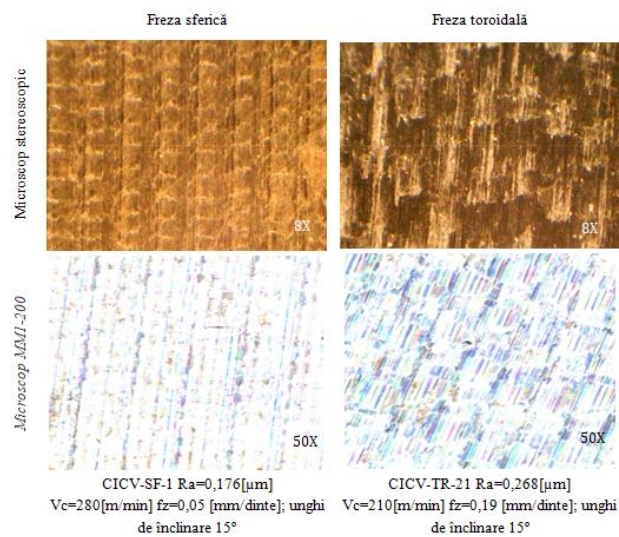 Freza sferică
Freza toroidală
Microscop stereoscopic
8X
8X
Microscop MM1-200
50X
50X
CICV-SF-1 Ra=0,176[µm]
Vc=280[m/min] fz=0,05 [mm/dinte]; unghi
de înclinare 15°
CICV-TR-21 Ra=0,268[µm]
Vc=210[m/min] fz=0,19 [mm/dinte]; unghi
de înclinare 15°